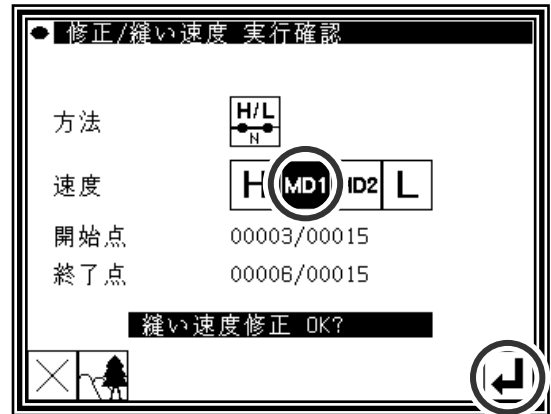 修正/縫い速度 実行確認
方法 H/L N
速度 H MD1 MD2 L
開始点 00003/00015
終了点 00006/00015
縫い速度修正 OK?